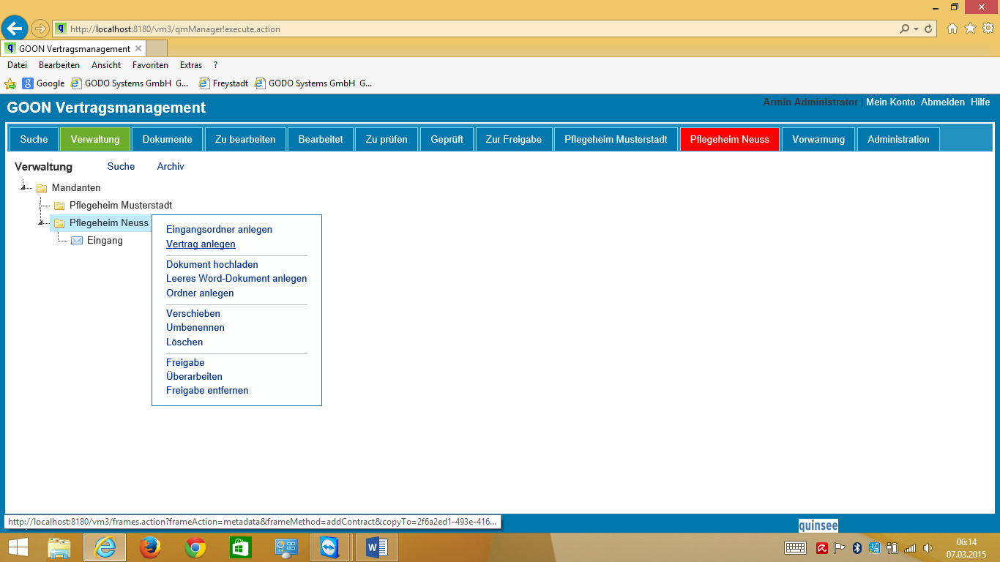 http://localhost:8180/vm3/qmManager!execute.action
GOON Vertragsmanagement
Datei Bearbeiten Ansicht Favoriten Extras ?
Google GODO Systems GmbH G... Freystadt GODO Systems GmbH G...
GOON Vertragsmanagement
Armin Administrator | Mein Konto Abmelden Hilfe
Suche Verwaltung Dokumente Zu bearbeiten Bearbeitet Zu prüfen Geprüft Zur Freigabe Pflegeheim Musterstadt Pflegeheim Neuss Vorwarnung Administration
Verwaltung Suche Archiv
Mandanten
Pflegeheim Musterstadt
Pflegeheim Neuss
Eingang
Eingangsordner anlegen
Vertrag anlegen
Dokument hochladen
Leeres Word-Dokument anlegen
Ordner anlegen
Verschieben
Umbenennen
Löschen
Freigabe
Überarbeiten
Freigabe entfernen
http://localhost:8180/vm3/frames.action?frameAction=metadata&frameMethod=addContract&copyTo=2f6a2ed1-493e-416...
quinsee
06:14
07.03.2015